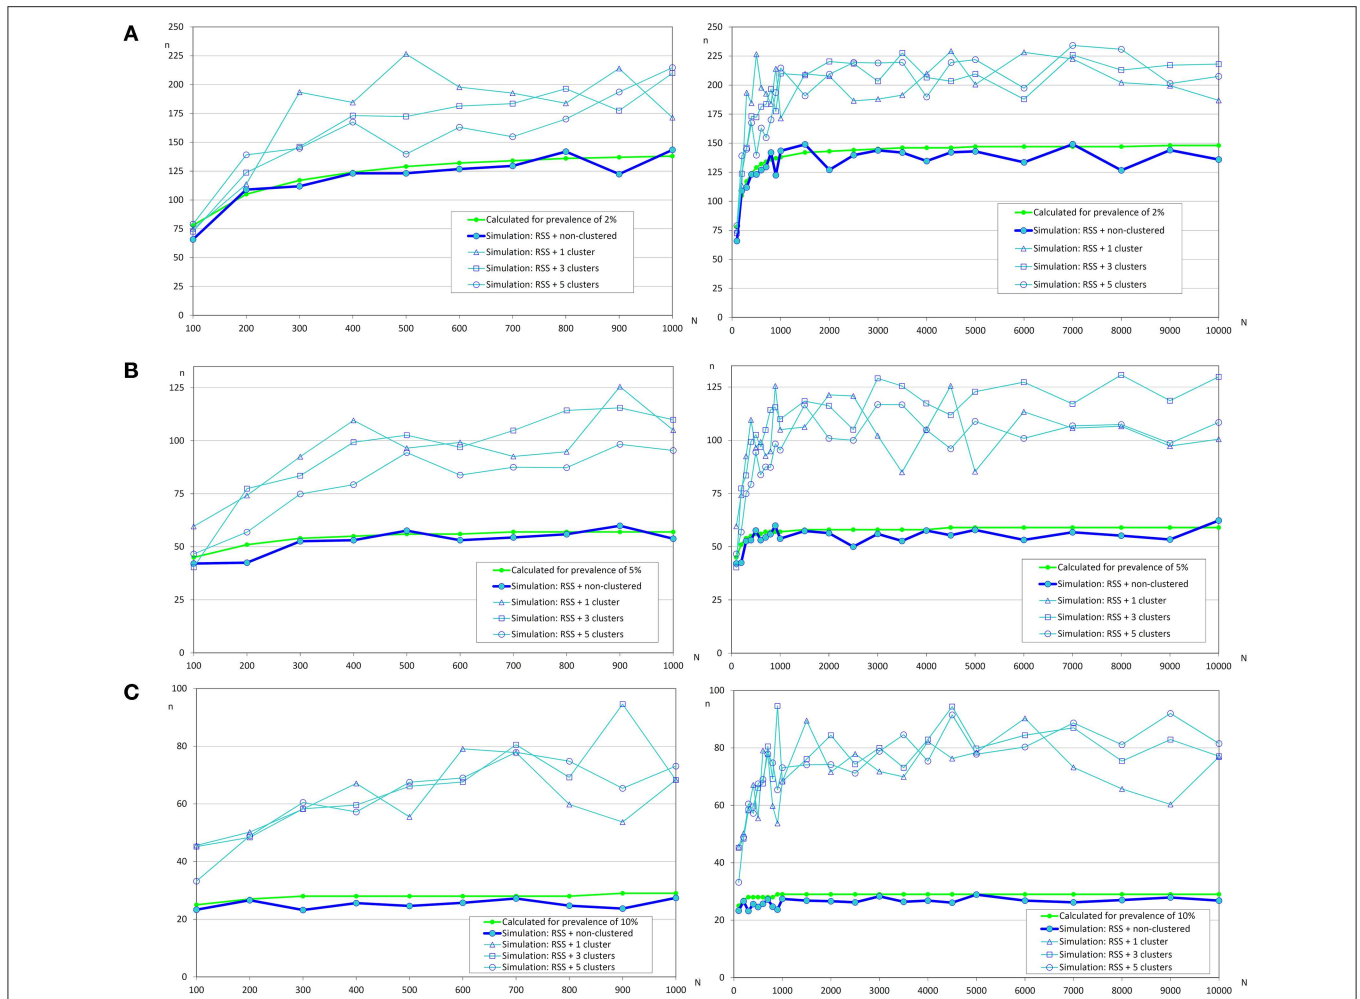 A
250
n
225
200
175
150
125
100
75
50
25
0
100 200 300 400 500 600 700 800 900 1000
N
Calculated for prevalence of 2%
Simulation: RSS + non-clustered
Simulation: RSS + 1 cluster
Simulation: RSS + 3 clusters
Simulation: RSS + 5 clusters
250
n
225
200
175
150
125
100
75
50
25
0
0 1000 2000 3000 4000 5000 6000 7000 8000 9000 10000
N
Calculated for prevalence of 2%
Simulation: RSS + non-clustered
Simulation: RSS + 1 cluster
Simulation: RSS + 3 clusters
Simulation: RSS + 5 clusters
B
n
125
100
75
50
25
0
100 200 300 400 500 600 700 800 900 1000
N
Calculated for prevalence of 5%
Simulation: RSS + non-clustered
Simulation: RSS + 1 cluster
Simulation: RSS + 3 clusters
Simulation: RSS + 5 clusters
n
125
100
75
50
25
0
0 1000 2000 3000 4000 5000 6000 7000 8000 9000 10000
N
Calculated for prevalence of 5%
Simulation: RSS + non-clustered
Simulation: RSS + 1 cluster
Simulation: RSS + 3 clusters
Simulation: RSS + 5 clusters
C
100
n
80
60
40
20
0
100 200 300 400 500 600 700 800 900 1000
N
Calculated for prevalence of 10%
Simulation: RSS + non-clustered
Simulation: RSS + 1 cluster
Simulation: RSS + 3 clusters
Simulation: RSS + 5 clusters
100
n
80
60
40
20
0
0 1000 2000 3000 4000 5000 6000 7000 8000 9000 10000
N
Calculated for prevalence of 10%
Simulation: RSS + non-clustered
Simulation: RSS + 1 cluster
Simulation: RSS + 3 clusters
Simulation: RSS + 5 clusters